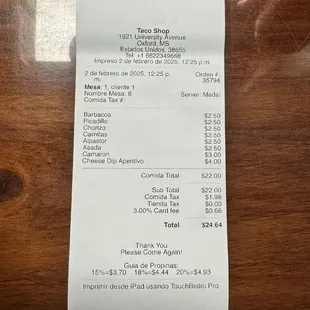 Taco Shop
1921 University Avenue
Oxford, MS
Estados Unidos, 38655
Tel: +1 6622349668
Impreso 2 de febrero de 2025, 12:25 p.m.
2 de febrero de 2025, 12:25 p. m.
Orden #: 35794
Mesa: 1, cliente 1
Nombre Mesa: 6 Server: Madai
Comida Tax #:
Barbacoa $2.50
Picadillo $2.50
Chorizo $2.50
Carnitas $2.50
Alpastor $2.50
Asada $2.50
Camaron $3.00
Cheese Dip Aperitivo $4.00
Comida Total $22.00
Sub Total $22.00
Comida Tax $1.98
Tienda Tax $0.00
3.00% Card fee $0.66
Total $24.64
Thank You
Please Come Again!
Guia de Propinas:
15%=$3.70 18%=$4.44 20%=$4.93
Imprimir desde iPad usando TouchBistro Pro